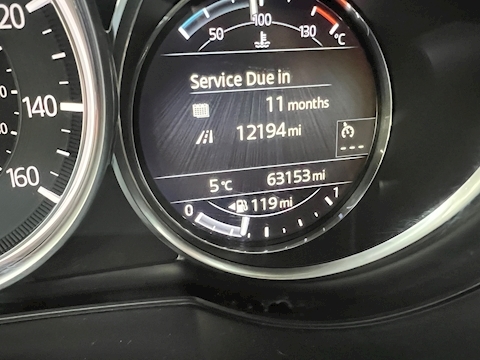 20
140
160
50 100 130 °C
Service Due in
11 months
12194 mi
---
5 °C 63153 mi
0 119 mi 1